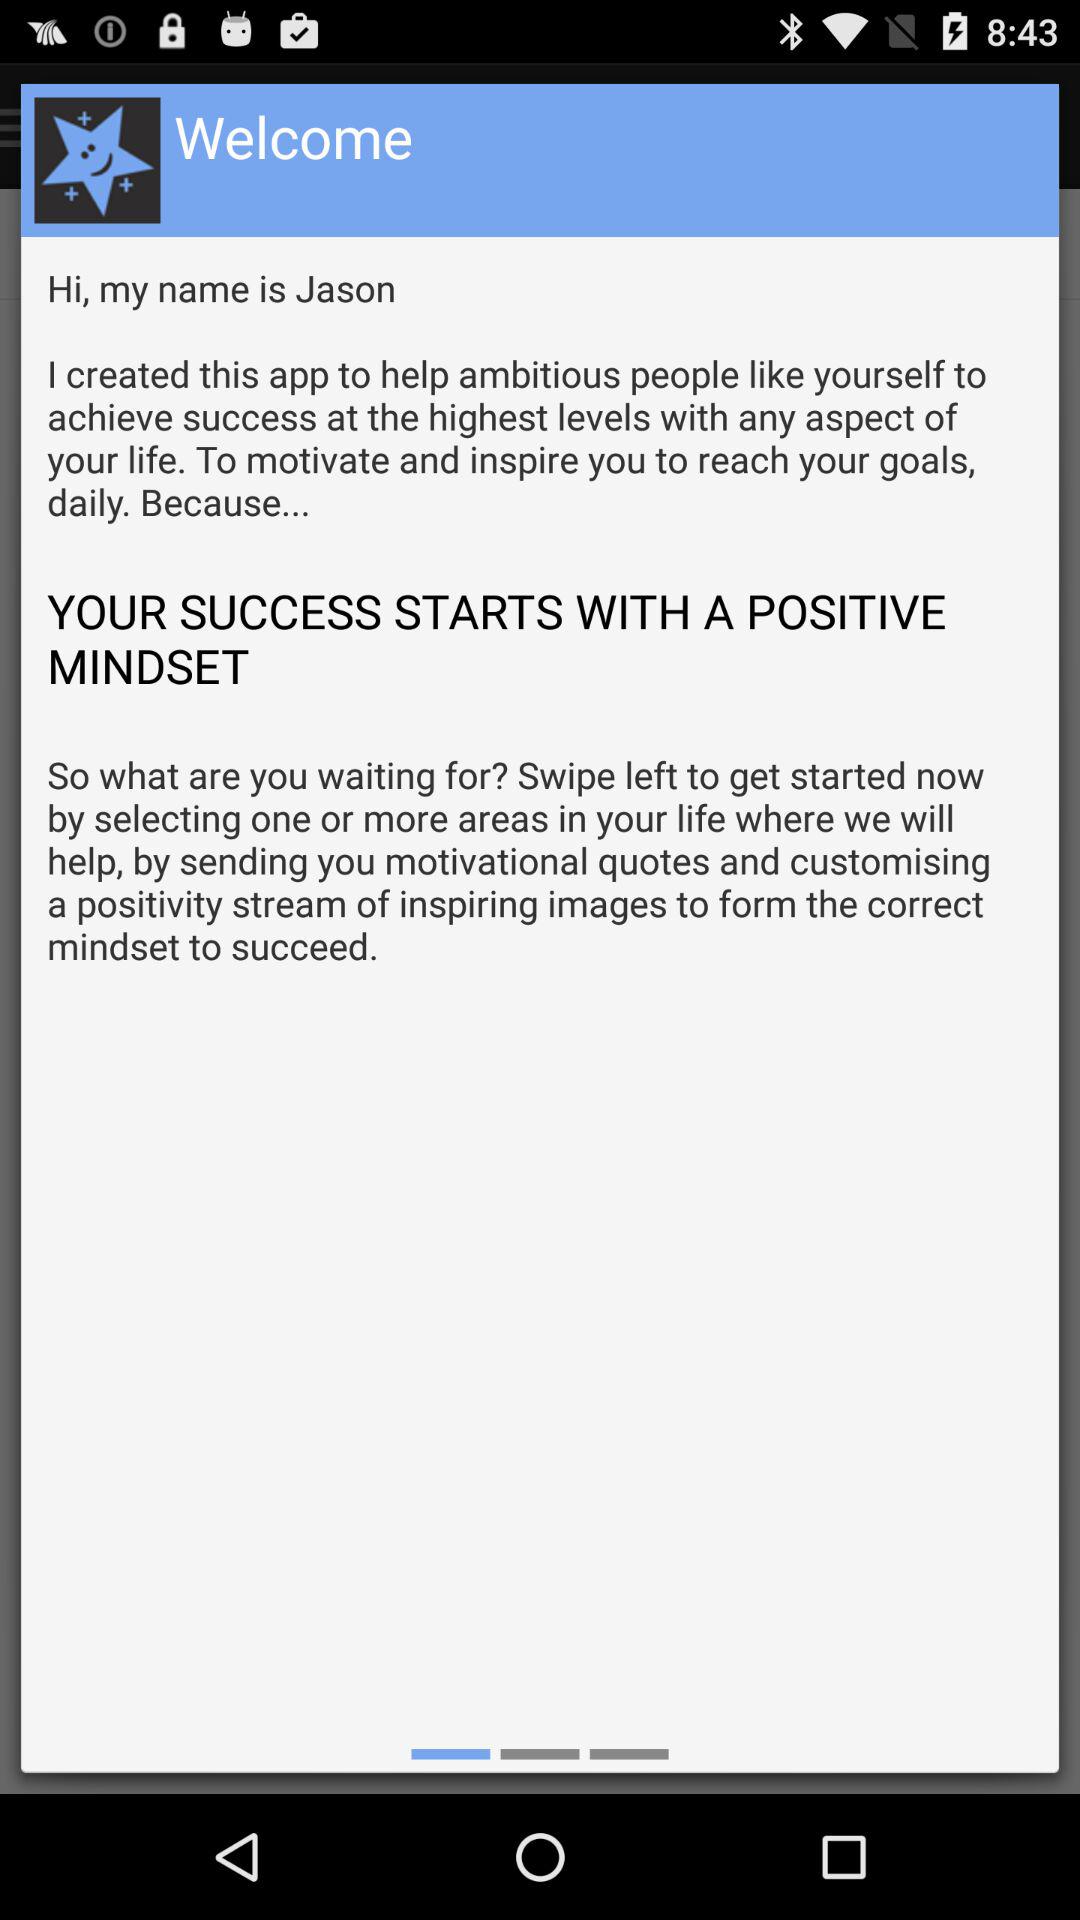 8:43
Welcome
Hi, my name is Jason
I created this app to help ambitious people like yourself to
achieve success at the highest levels with any aspect of
your life. To motivate and inspire you to reach your goals,
daily. Because...
YOUR SUCCESS STARTS WITH A POSITIVE
MINDSET
So what are you waiting for? Swipe left to get started now
by selecting one or more areas in your life where we will
help, by sending you motivational quotes and customising
a positivity stream of inspiring images to form the correct
mindset to succeed.